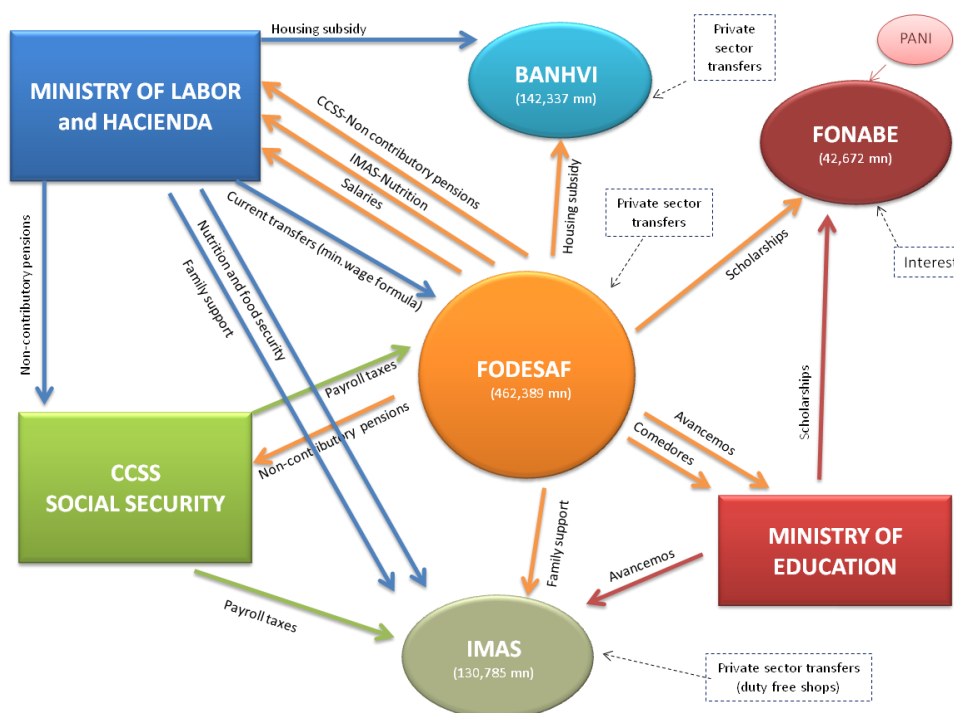 Housing subsidy
Private
sector
transfers
PANI
MINISTRY OF LABOR
and HACIENDA
BANHVI
(142,337 mn)
FONABE
(42,672 mn)
CCSS-Non contributory pensions
IMAS-Nutrition
Salaries
Current transfers (min.wage formula)
Nutrition and food security
Family support
Non-contributory pensions
Housing subsidy
Private sector
transfers
Scholarships
Interest
FODESAF
(462,389 mn)
Payroll taxes
Non-contributory pensions
Avancemos
Comedores
Scholarships
CCSS
SOCIAL SECURITY
Family support
Avancemos
MINISTRY OF
EDUCATION
Payroll taxes
IMAS
(130,785 mn)
Private sector transfers
(duty free shops)